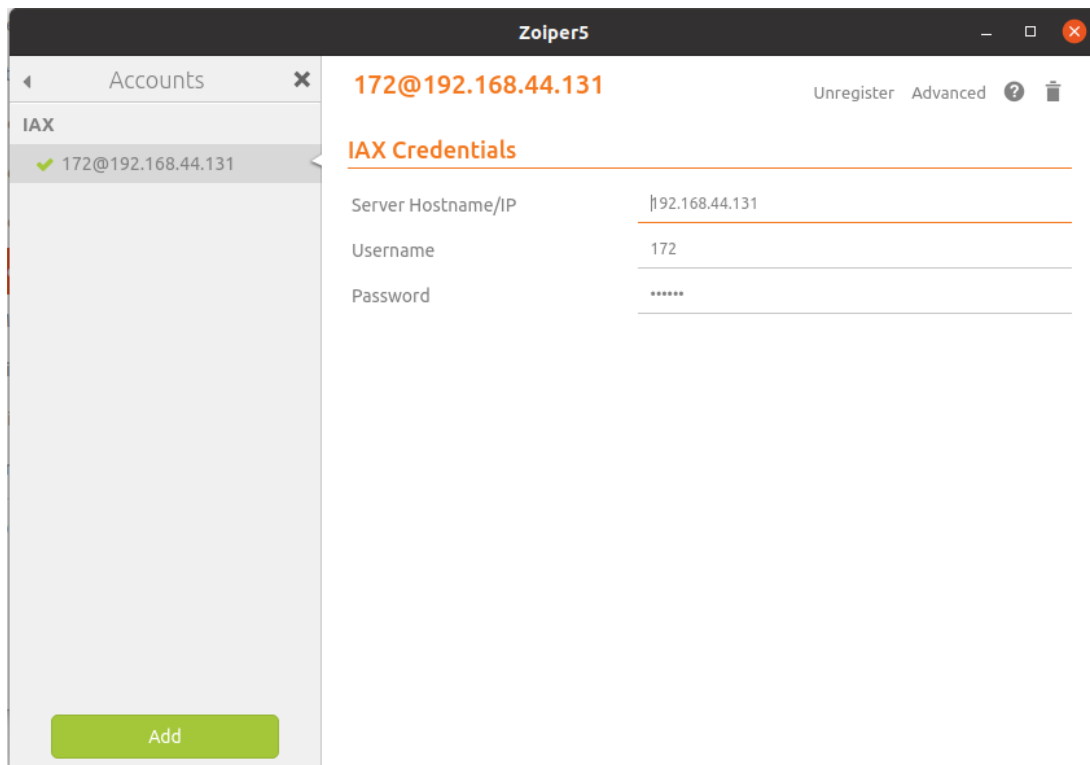 Zoiper5
Accounts
IAX
172@192.168.44.131
Add
172@192.168.44.131
Unregister Advanced ?
IAX Credentials
Server Hostname/IP 192.168.44.131
Username 172
Password ••••••